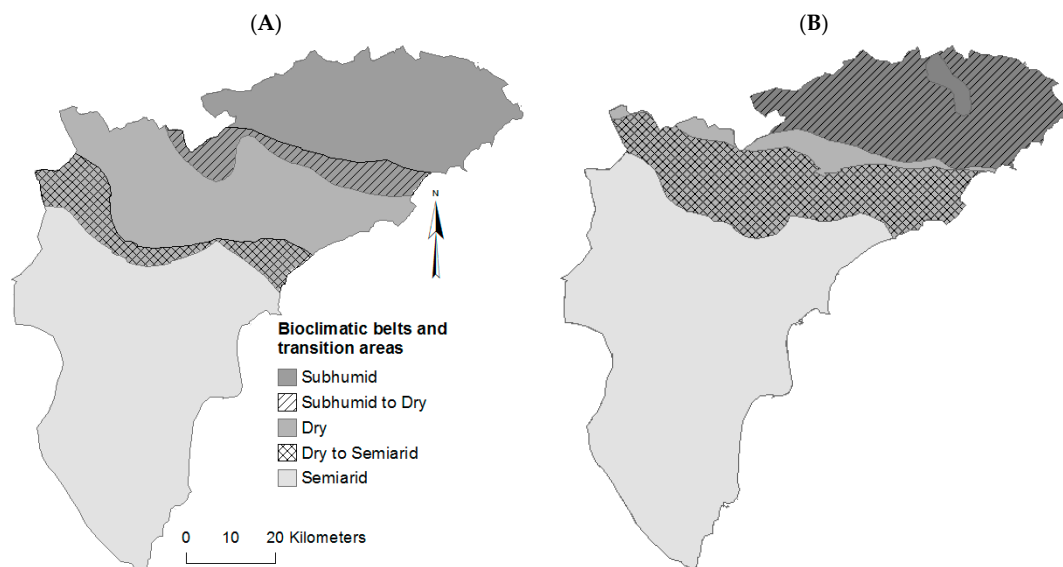 (A)
(B)
N
Bioclimatic belts and
transition areas
Subhumid
Subhumid to Dry
Dry
Dry to Semiarid
Semiarid
0 10 20 Kilometers